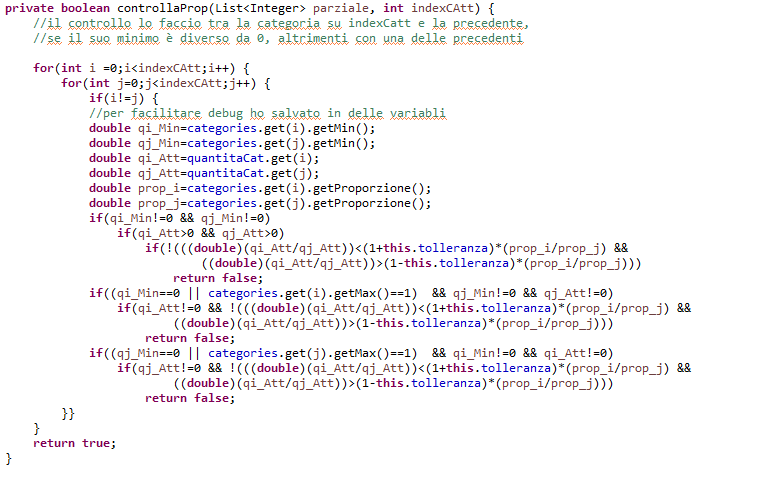 private boolean controllaProp(List<Integer> parziale, int indexCAtt) {
//il controllo lo faccio tra la categoria su indexCatt e la precedente,
//se il suo minimo è diverso da 0, altrimenti con una delle precedenti
for(int i =0;i<indexCAtt;i++) {
for(int j=0;j<indexCAtt;j++) {
if(i!=j) {
//per facilitare debug ho salvato in delle variabli
double qi_Min=categories.get(i).getMin();
double qj_Min=categories.get(j).getMin();
double qi_Att=quantitaCat.get(i);
double qj_Att=quantitaCat.get(j);
double prop_i=categories.get(i).getProporzione();
double prop_j=categories.get(j).getProporzione();
if(qi_Min!=0 && qj_Min!=0)
if(qi_Att>0 && qj_Att>0)
if(!(((double)(qi_Att/qj_Att))<(1+this.tolleranza)*(prop_i/prop_j) &&
((double)(qi_Att/qj_Att))>(1-this.tolleranza)*(prop_i/prop_j)))
return false;
if((qi_Min==0 || categories.get(i).getMax()==1)  && qj_Min!=0 && qj_Att!=0)
if(qi_Att!=0 && !(((double)(qi_Att/qj_Att))<(1+this.tolleranza)*(prop_i/prop_j) &&
((double)(qi_Att/qj_Att))>(1-this.tolleranza)*(prop_i/prop_j)))
return false;
if((qj_Min==0 || categories.get(j).getMax()==1)  && qi_Min!=0 && qi_Att!=0)
if(qj_Att!=0 && !(((double)(qi_Att/qj_Att))<(1+this.tolleranza)*(prop_i/prop_j) &&
((double)(qi_Att/qj_Att))>(1-this.tolleranza)*(prop_i/prop_j)))
return false;
}}
}
return true;
}